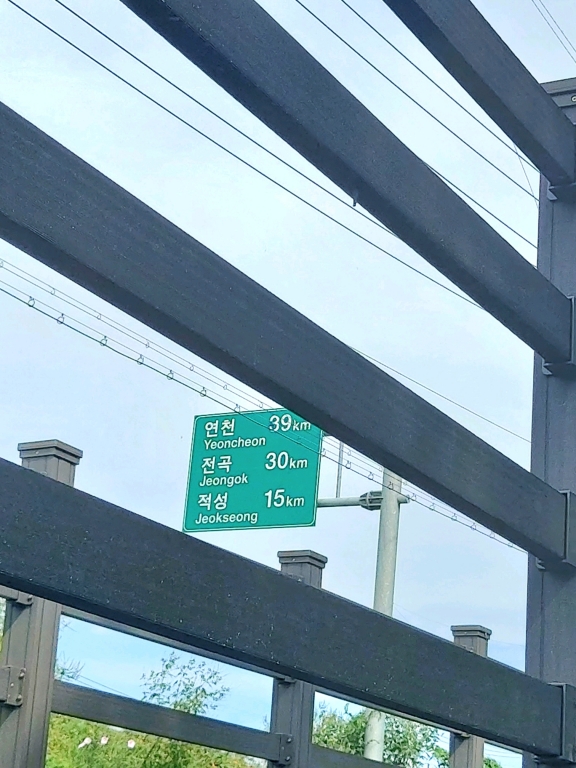 연천 39km
Yeoncheon
전곡 30km
Jeongok
적성 15km
Jeokseong